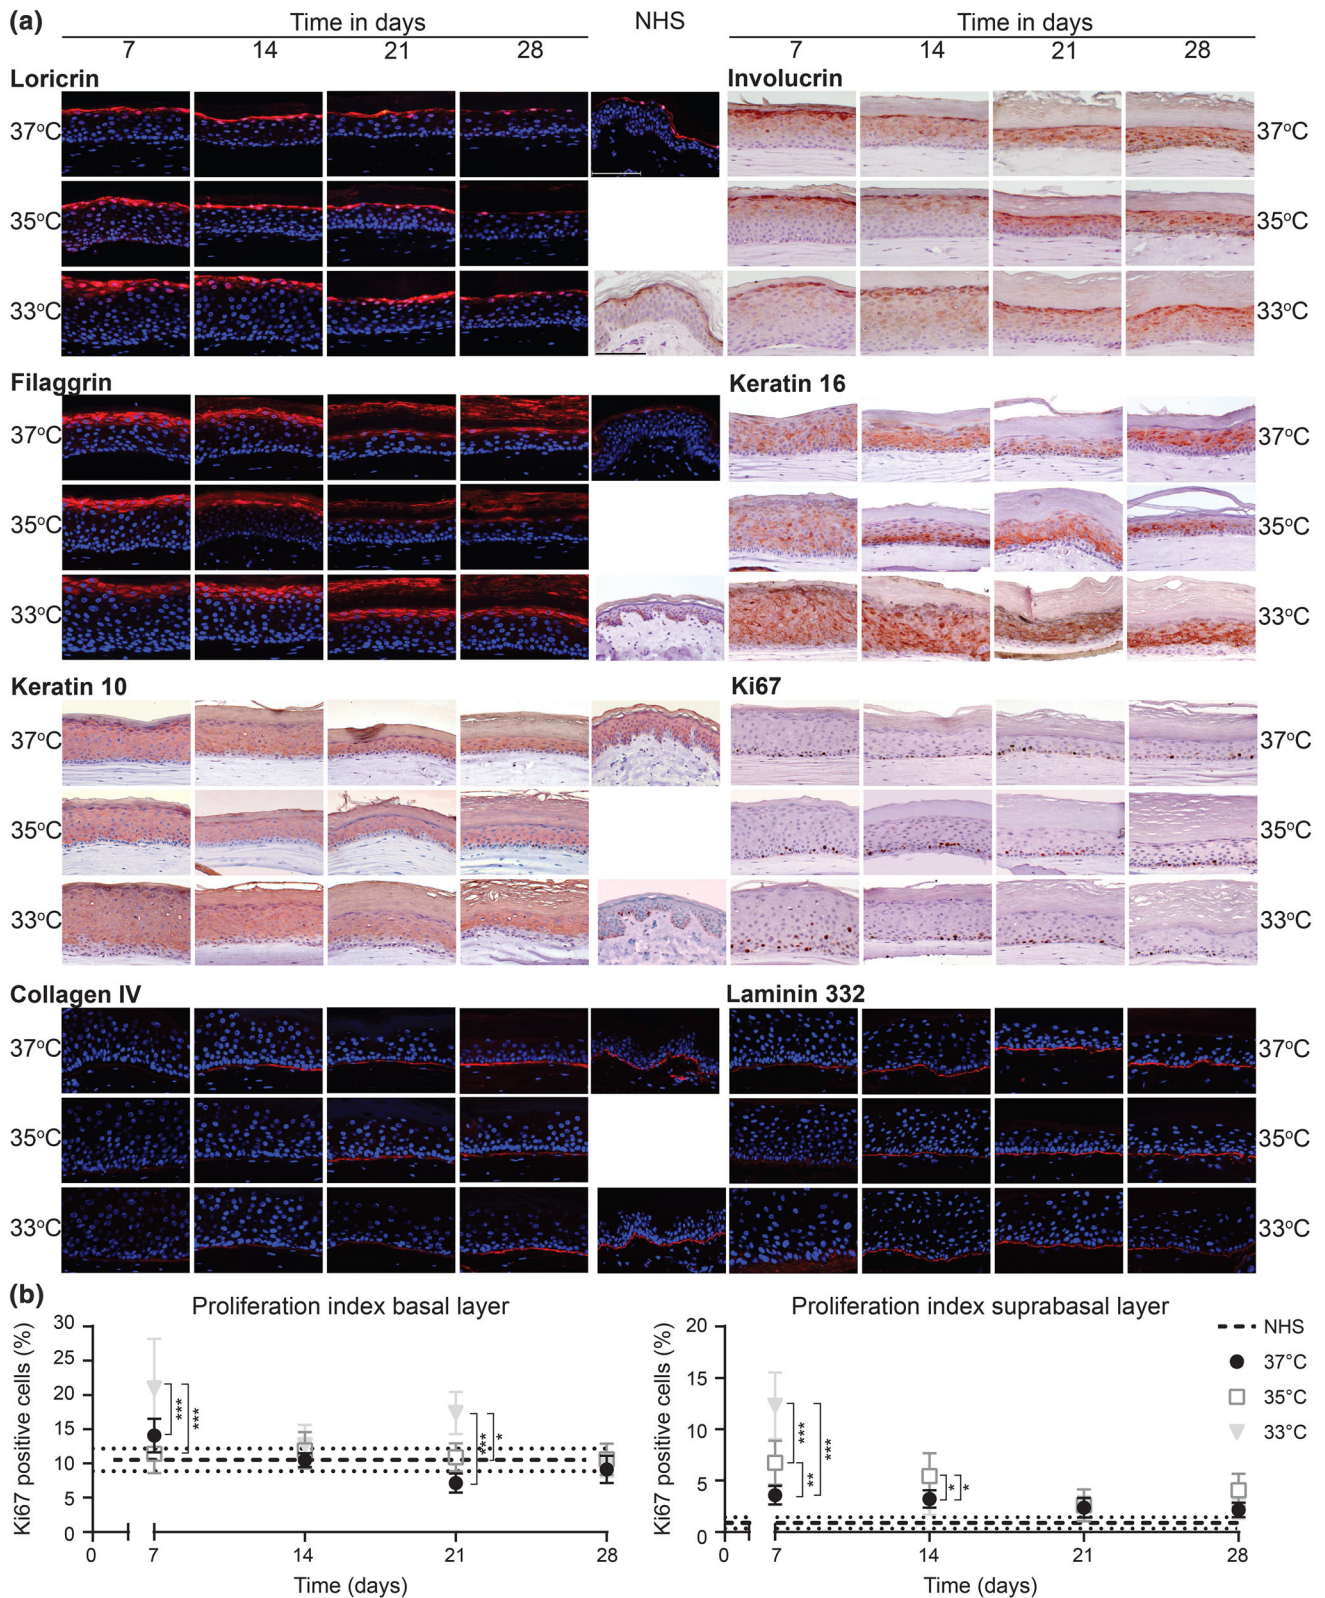 (a)
Time in days NHS Time in days
7 14 21 28 7 14 21 28
Loricrin Involucrin
37°C 37°C
35°C 35°C
33°C 33°C
Filaggrin Keratin 16
37°C 37°C
35°C 35°C
33°C 33°C
Keratin 10 Ki67
37°C 37°C
35°C 35°C
33°C 33°C
Collagen IV Laminin 332
37°C 37°C
35°C 35°C
33°C 33°C
(b)
Proliferation index basal layer
Ki67 positive cells (%)
30
25
20
15
10
5
0
*** ***
*** *
0 7 14 21 28
Time (days)
Proliferation index suprabasal layer
Ki67 positive cells (%)
20
15
10
5
0
*** ** ***
* *
0 7 14 21 28
Time (days)
NHS
37°C
35°C
33°C